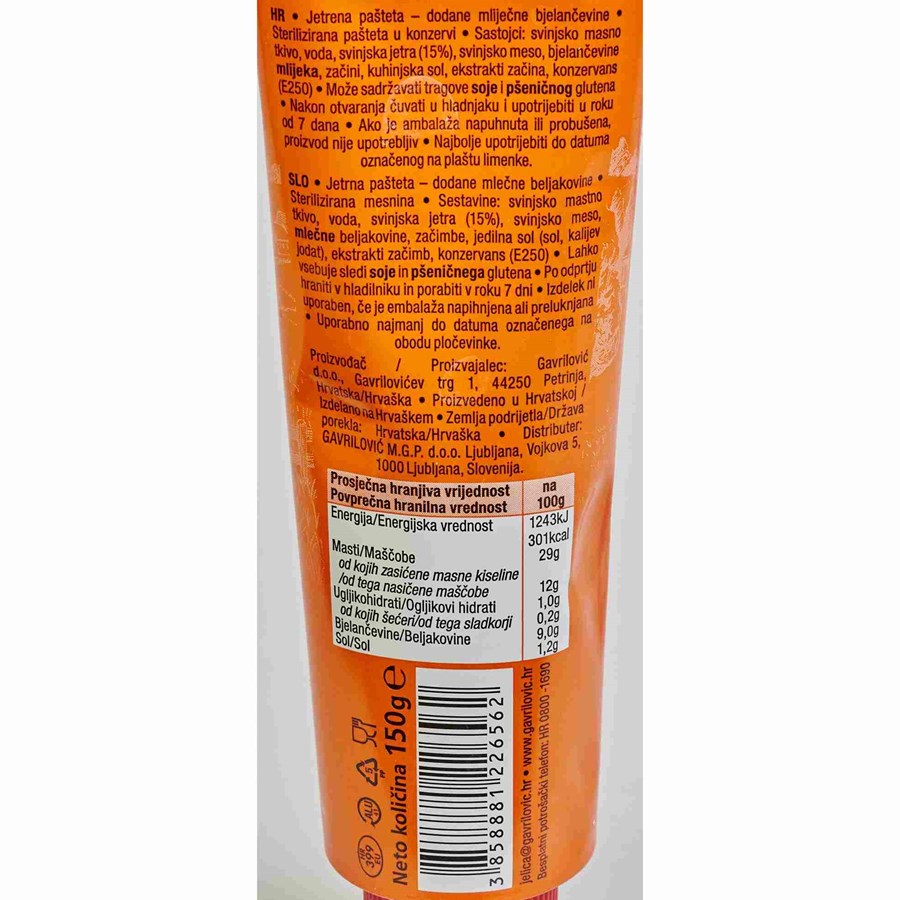 HR • Jetrena pašteta – dodane mliječne bjelančevine •
Sterilizirana pašteta u konzervi • Sastojci: svinjsko masno
tkivo, voda, svinjska jetra (15%), svinjsko meso, bjelančevine
mlijeka, začini, kuhinjska sol, ekstrakti začina, konzervans
(E250) • Može sadržavati tragove soje i pšeničnog glutena
• Nakon otvaranja čuvati u hladnjaku i upotrijebiti u roku
od 7 dana • Ako je ambalaža napuhnuta ili probušena,
proizvod nije upotrebljiv • Najbolje upotrijebiti do datuma
označenog na plaštu limenke.
SLO • Jetrna pašteta – dodane mlečne beljakovine •
Sterilizirana mesnina • Sestavine: svinjsko mastno
tkivo, voda, svinjska jetra (15%), svinjsko meso,
mlečne beljakovine, začimbe, jedilna sol (sol, kalijev
jodat), ekstrakti začimb, konzervans (E250) • Lahko
vsebuje sledi soje in pšeničnega glutena • Po odprtju
hraniti v hladilniku in porabiti v roku 7 dni • Izdelek ni
uporaben, če je embalaža napihnjena ali preluknjana
• Uporabno najmanj do datuma označenega na
obodu pločevinke.
Proizvođač / Proizvajalec: Gavrilović
d.o.o., Gavrilovićev trg 1, 44250 Petrinja,
Hrvatska/Hrvaška • Proizvedeno u Hrvatskoj /
Izdelano na Hrvaškem • Zemlja podrijetla/Država
porekla: Hrvatska/Hrvaška • Distributer:
GAVRILOVIĆ M.G.P. d.o.o. Ljubljana, Vojkova 5,
1000 Ljubljana, Slovenija.
Prosječna hranjiva vrijednost na
Povprečna hranilna vrednost 100g
Energija/Energijska vrednost 1243kJ
301kcal
Masti/Maščobe 29g
od kojih zasićene masne kiseline
/od tega nasičene maščobe 12g
Ugljikohidrati/Ogljikovi hidrati 1,0g
od kojih šećeri/od tega sladkorji 0,2g
Bjelančevine/Beljakovine 9,0g
Sol/Sol 1,2g
HR
399
EU
ALU
41
5
PP
Neto količina 150g e
3 858881 226562
jelica@gavrilovic.hr • www.gavrilovic.hr
Besplatni potrošački telefon: HR 0800 -1690